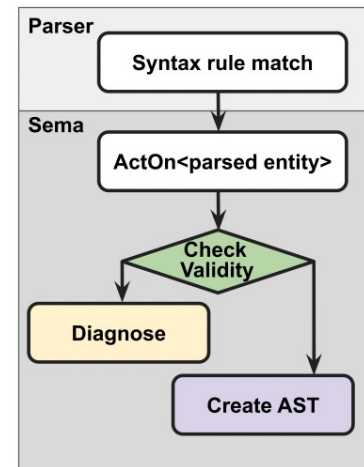 Parser
Syntax rule match
Sema
ActOn<parsed entity>
Check
Validity
Diagnose
Create AST